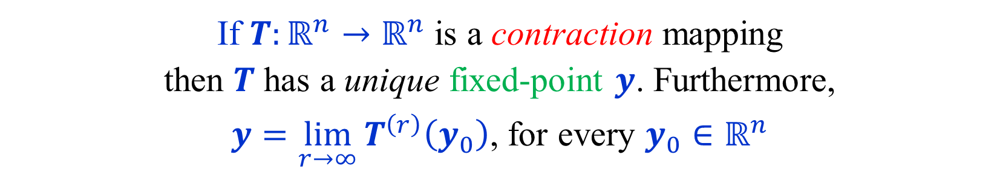 If 𝑻: ℝⁿ → ℝⁿ is a contraction mapping
then 𝑻 has a unique fixed-point 𝒚. Furthermore,
𝒚 = lim_{r→∞} 𝑻^{(r)}(𝒚₀), for every 𝒚₀ ∈ ℝⁿ